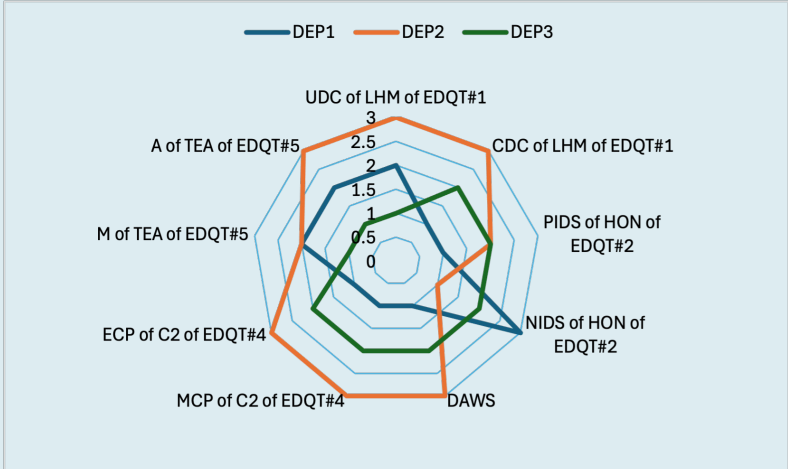 DEP1 DEP2 DEP3
UDC of LHM of EDQT#1
3
A of TEA of EDQT#5
2.5
CDC of LHM of EDQT#1
2
1.5
1
PIDS of HON of
EDQT#2
M of TEA of EDQT#5
0.5
0
NIDS of HON of
EDQT#2
ECP of C2 of EDQT#4
MCP of C2 of EDQT#4
DAWS